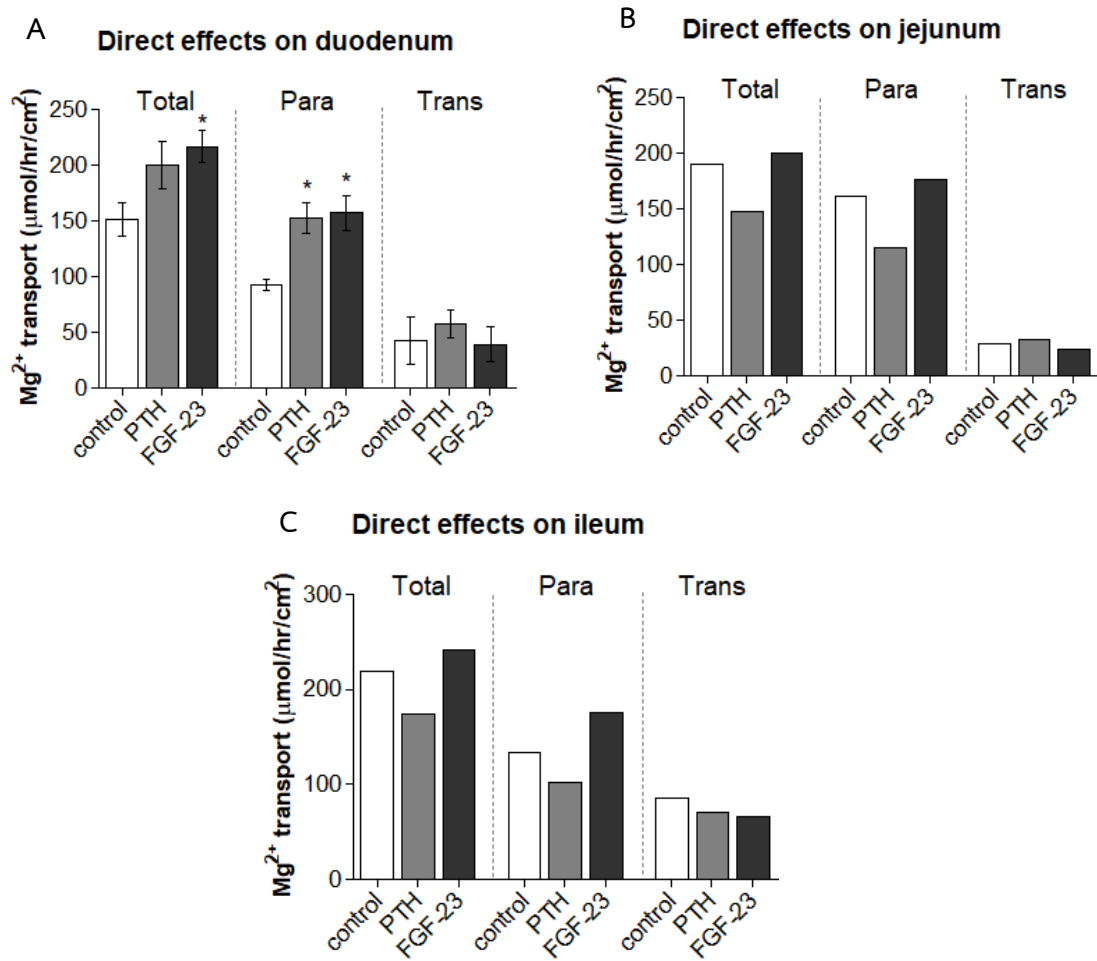 A
Direct effects on duodenum
Total Para Trans
Mg2+ transport (μmol/hr/cm2)
250
200
150
100
50
0
* * *
control PTH FGF-23 control PTH FGF-23 control PTH FGF-23
B
Direct effects on jejunum
Total Para Trans
Mg2+ transport (μmol/hr/cm2)
250
200
150
100
50
0
control PTH FGF-23 control PTH FGF-23 control PTH FGF-23
C
Direct effects on ileum
Total Para Trans
Mg2+ transport (μmol/hr/cm2)
300
200
100
0
control PTH FGF-23 control PTH FGF-23 control PTH FGF-23